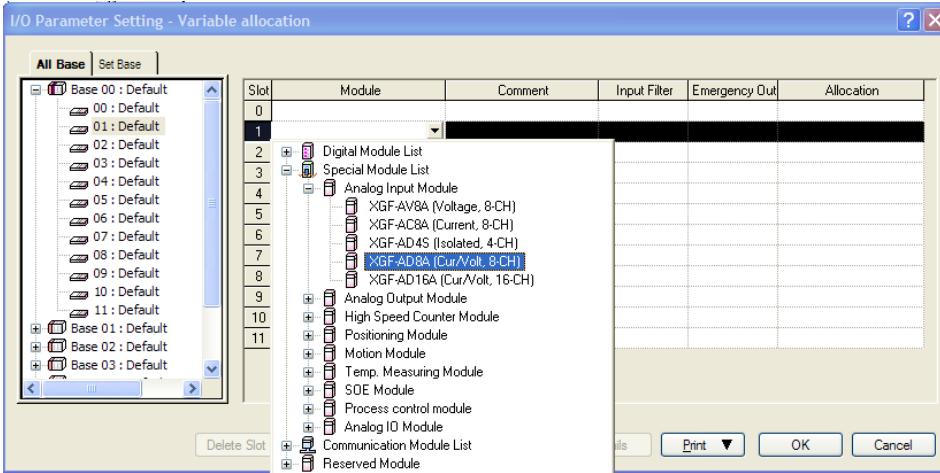 I/O Parameter Setting - Variable allocation
All Base Set Base
Base 00 : Default
00 : Default
01 : Default
02 : Default
03 : Default
04 : Default
05 : Default
06 : Default
07 : Default
08 : Default
09 : Default
10 : Default
11 : Default
Base 01 : Default
Base 02 : Default
Base 03 : Default
Slot Module Comment Input Filter Emergency Out Allocation
0
1
2
3
4
5
6
7
8
9
10
11
Digital Module List
Special Module List
Analog Input Module
XGF-AV8A (Voltage, 8-CH)
XGF-AC8A (Current, 8-CH)
XGF-AD4S (Isolated, 4-CH)
XGF-AD8A (Cur/Volt, 8-CH)
XGF-AD16A (Cur/Volt, 16-CH)
Analog Output Module
High Speed Counter Module
Positioning Module
Motion Module
Temp. Measuring Module
SOE Module
Process control module
Analog IO Module
Communication Module List
Reserved Module
Delete Slot ils Print OK Cancel